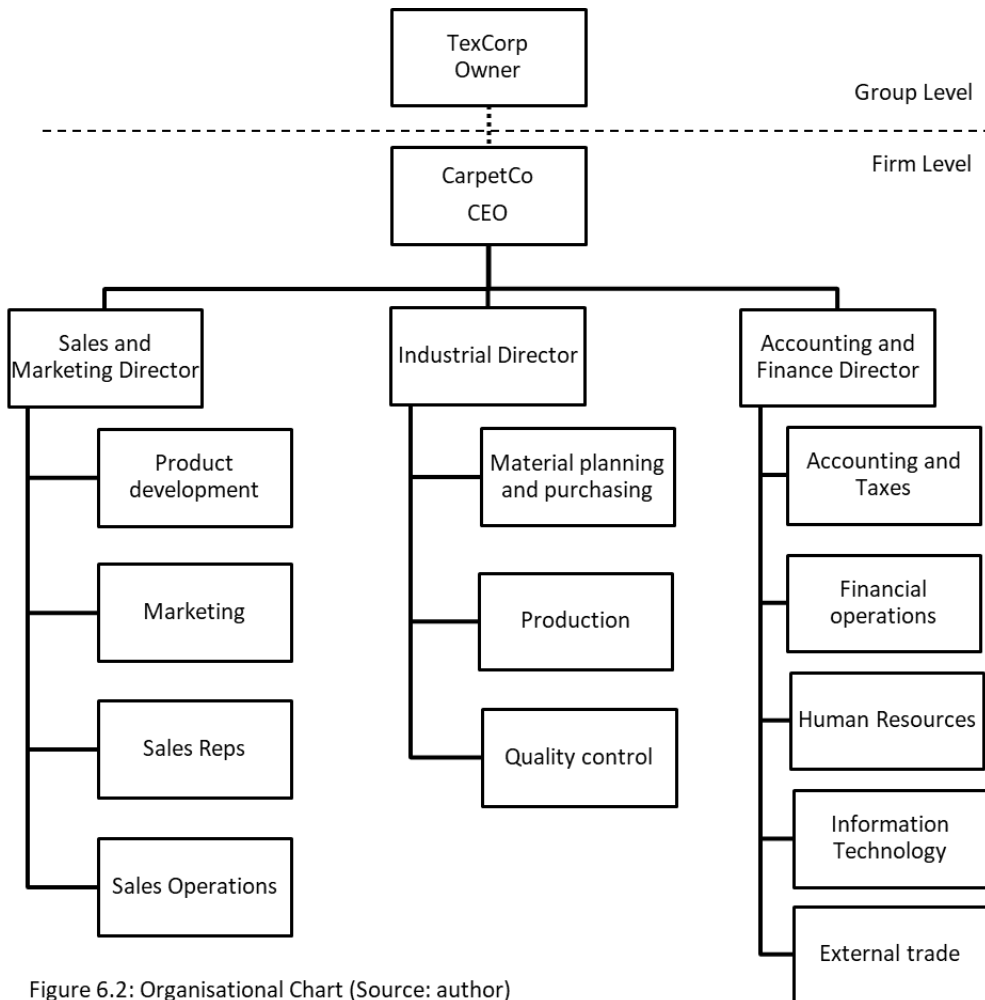 TexCorp
Owner
Group Level
Firm Level
CarpetCo
CEO
Sales and
Marketing Director
Industrial Director
Accounting and
Finance Director
Product
development
Marketing
Sales Reps
Sales Operations
Material planning
and purchasing
Production
Quality control
Accounting and
Taxes
Financial
operations
Human Resources
Information
Technology
External trade
Figure 6.2: Organisational Chart (Source: author)